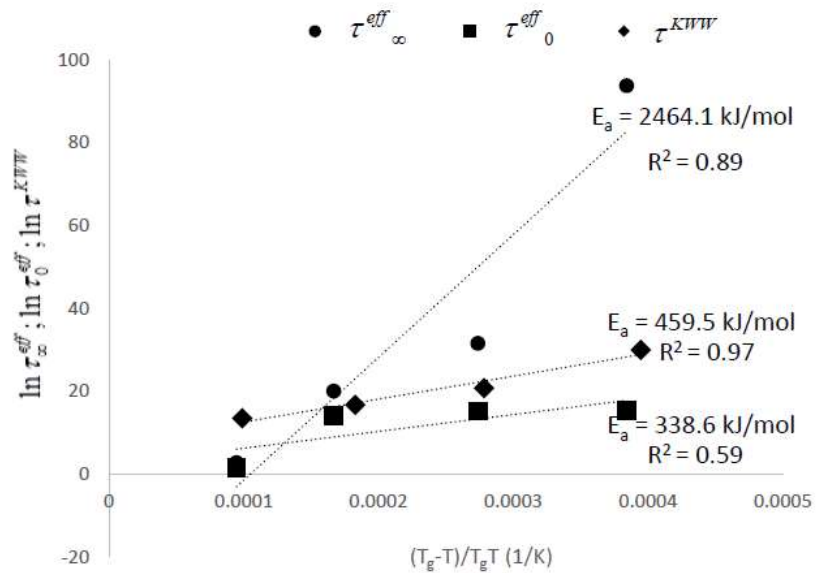 τ^eff_∞ τ^eff_0 τ^KWW
100
80
60
40
20
0
-20
ln τ^eff_∞ ; ln τ^eff_0 ; ln τ^KWW
E_a = 2464.1 kJ/mol
R² = 0.89
E_a = 459.5 kJ/mol
R² = 0.97
E_a = 338.6 kJ/mol
R² = 0.59
0 0.0001 0.0002 0.0003 0.0004 0.0005
(T_g-T)/T_gT (1/K)